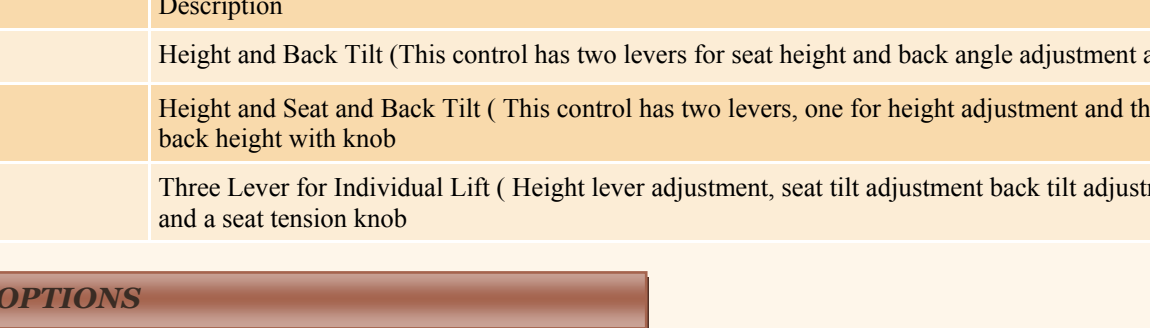 Description
Height and Back Tilt (This control has two levers for seat height and back angle adjustment
Height and Seat and Back Tilt ( This control has two levers, one for height adjustment and
back height with knob
Three Lever for Individual Lift ( Height lever adjustment, seat tilt adjustment back tilt
and a seat tension knob
OPTIONS